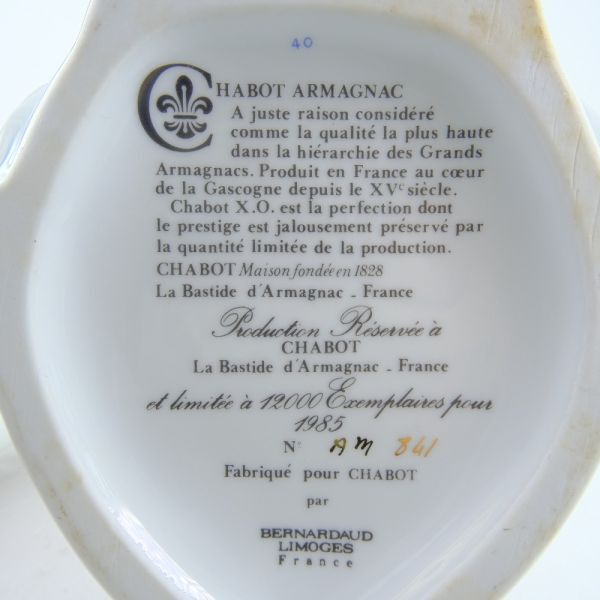 40
CHABOT ARMAGNAC
A juste raison considéré
comme la qualité la plus haute
dans la hiérarchie des Grands
Armagnacs. Produit en France au cœur
de la Gascogne depuis le XVe siècle.
Chabot X.O. est la perfection dont
le prestige est jalousement préservé par
la quantité limitée de la production.
CHABOT Maison fondée en 1828
La Bastide d'Armagnac - France
Production Réservée à
CHABOT
La Bastide d'Armagnac - France
et limitée à 12000 Exemplaires pour
1985
N° AM 841
Fabriqué pour CHABOT
par
BERNARDAUD
LIMOGES
France